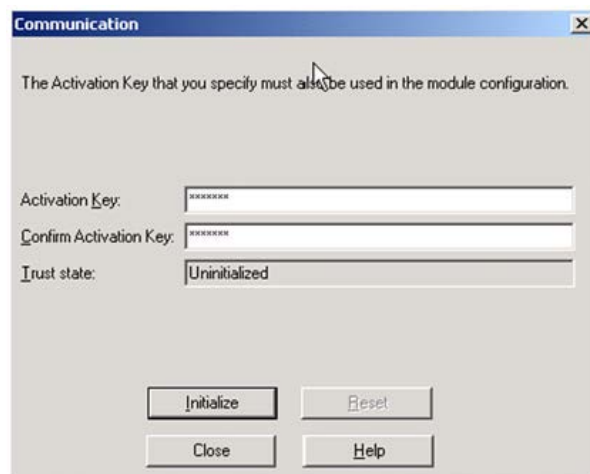 Communication
The Activation Key that you specify must also be used in the module configuration.
Activation Key: *******
Confirm Activation Key: *******
Trust state: Uninitialized
Initialize Reset
Close Help